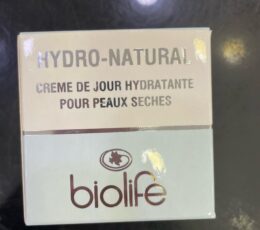 HYDRO-NATURAL
CREME DE JOUR HYDRATANTE
POUR PEAUX SECHES
biolife